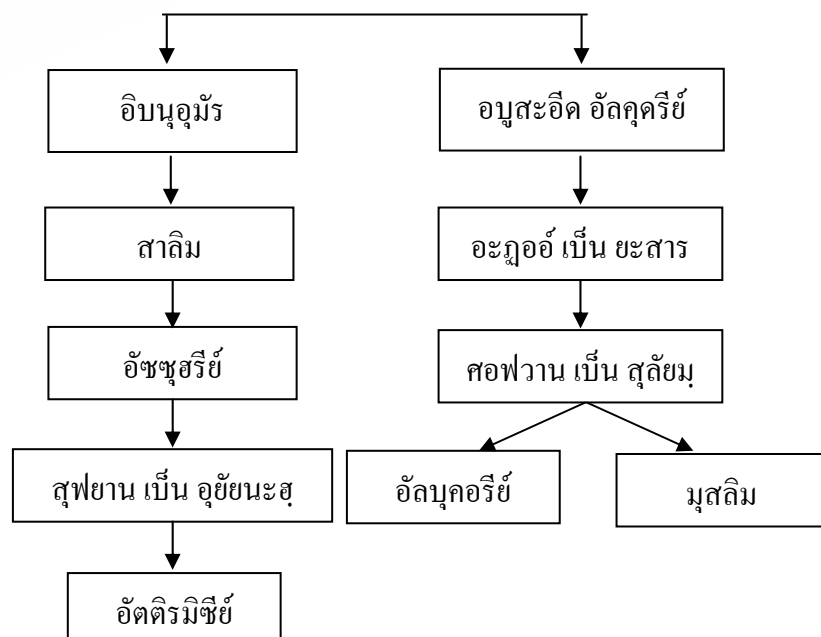 อิบนุอุมัร
อบูสะอีด อัลคุดรีย์
สาลิม
อะฏออ์ เบ็น ยะสาร
อัซซุฮรีย์
ศอฟวาน เบ็น สุลัยมฺ
สุฟยาน เบ็น อุยัยนะฮฺ
อัลบุคอรีย์
มุสลิม
อัตติรมิซีย์